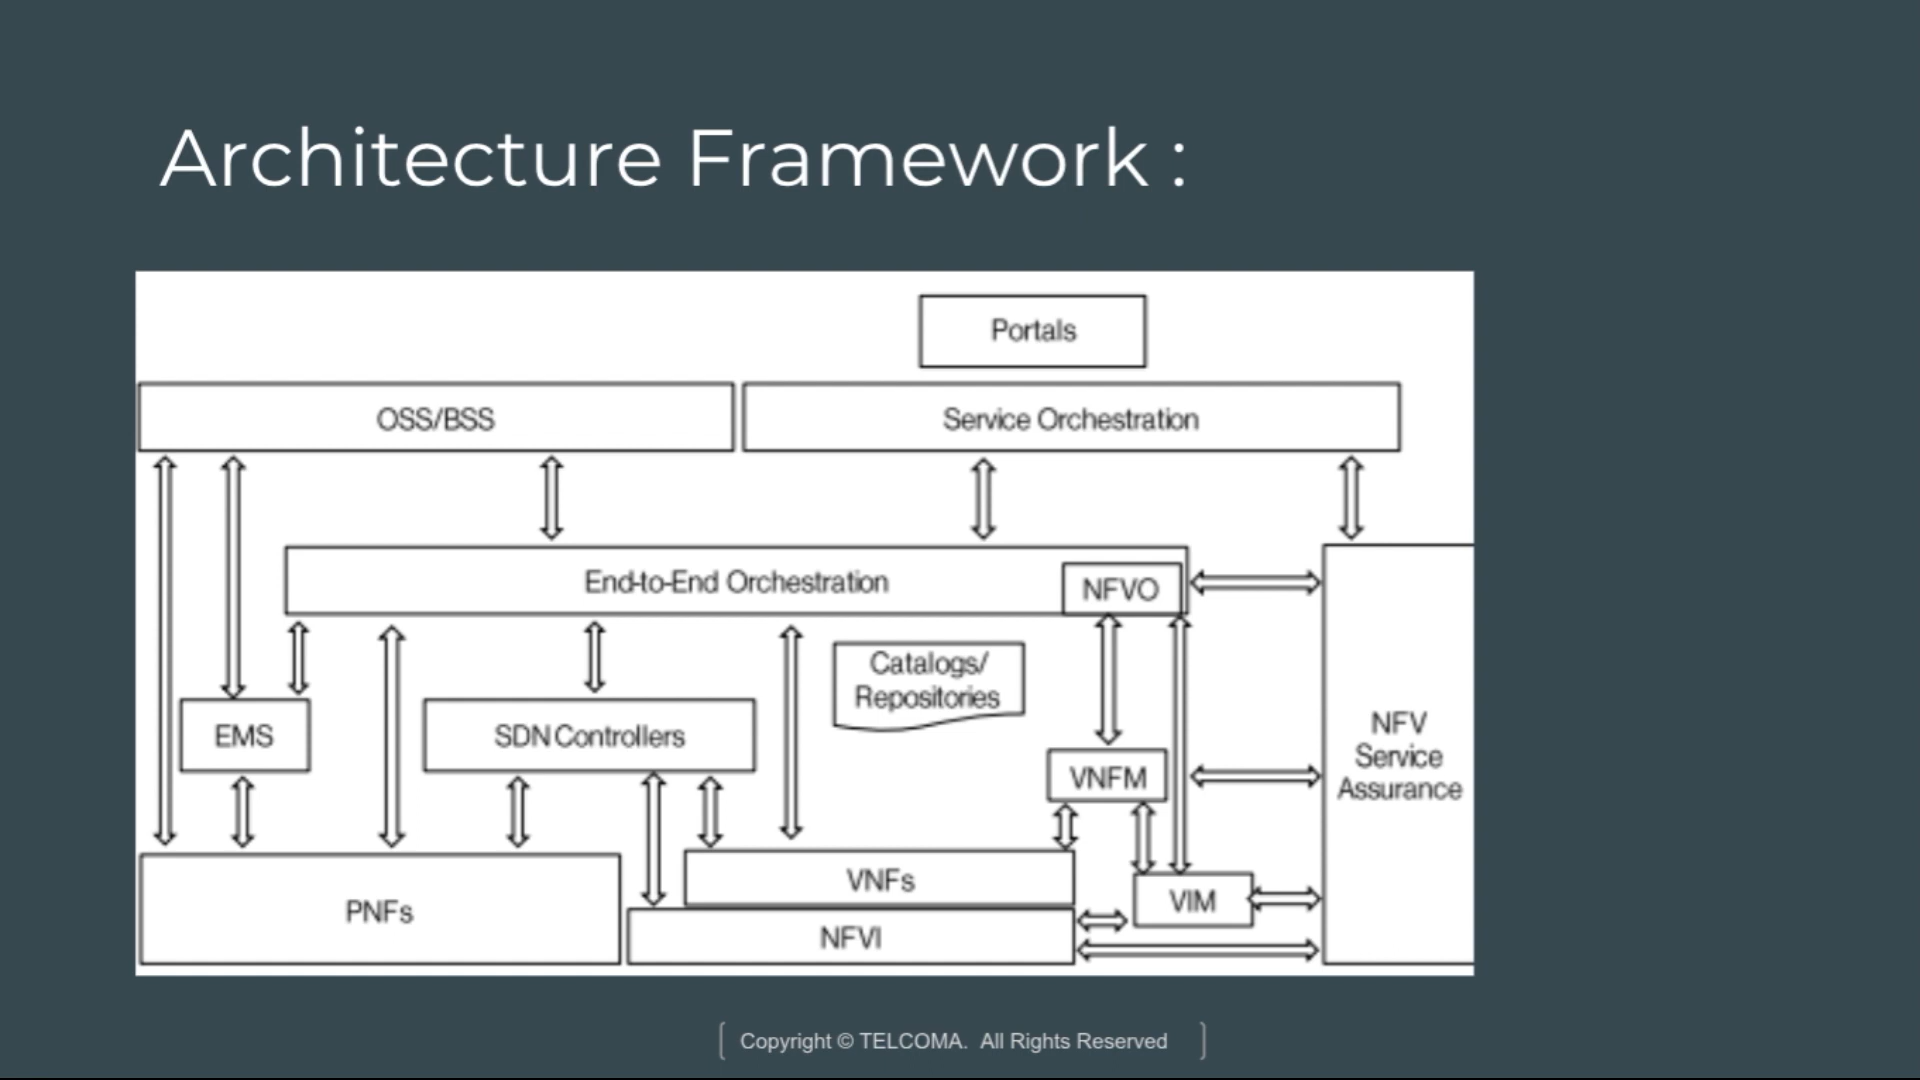 Architecture Framework :
Portals
OSS/BSS
Service Orchestration
End-to-End Orchestration
NFVO
Catalogs/
Repositories
EMS
SDN Controllers
NFV
Service
Assurance
VNFM
VNFs
VIM
PNFs
NFVI
Copyright © TELCOMA. All Rights Reserved